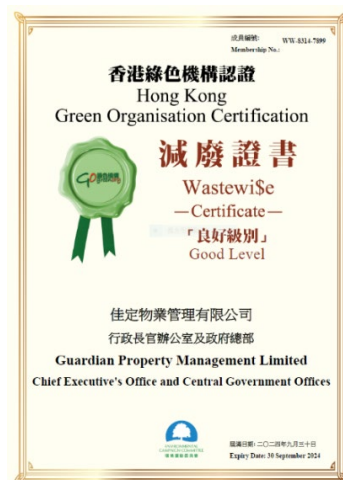 成員編號: WW-8314-7899
Membership No.:
香港綠色機構認證
Hong Kong
Green Organisation Certification
減廢證書
Wastewi$e
—Certificate—
「良好級別」
Good Level
佳定物業管理有限公司
行政長官辦公室及政府總部
Guardian Property Management Limited
Chief Executive's Office and Central Government Offices
屆滿日期: 二○二四年九月三十日
Expiry Date: 30 September 2024